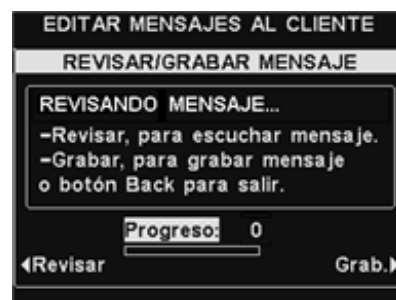 EDITAR MENSAJES AL CLIENTE
REVISAR/GRABAR MENSAJE
REVISANDO MENSAJE...
–Revisar, para escuchar mensaje.
–Grabar, para grabar mensaje
o botón Back para salir.
Progreso: 0
Revisar Grab.